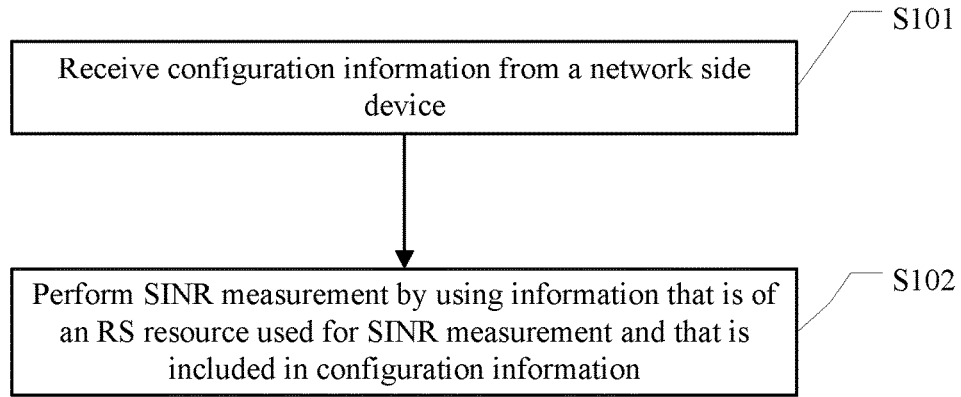 S101
Receive configuration information from a network side
device
S102
Perform SINR measurement by using information that is of
an RS resource used for SINR measurement and that is
included in configuration information